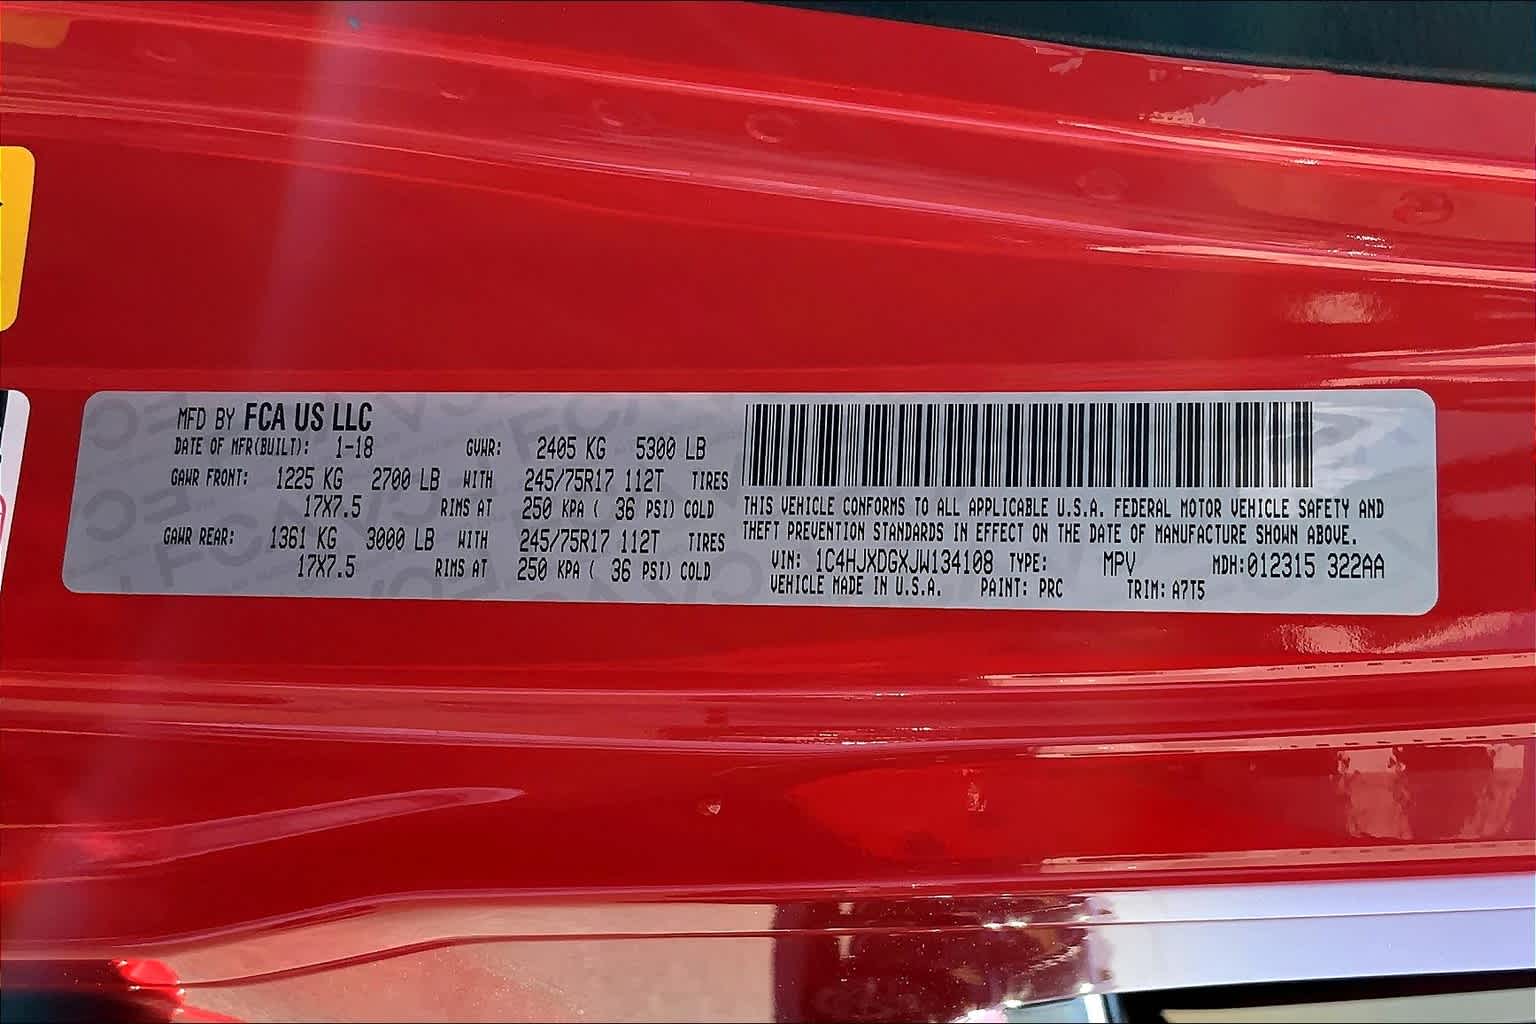 MFD BY FCA US LLC
DATE OF MFR(BUILT): 1-18 GVWR: 2405 KG 5300 LB
GAWR FRONT: 1225 KG 2700 LB WITH 245/75R17 112T TIRES
17X7.5 RIMS AT 250 KPA ( 36 PSI) COLD
GAWR REAR: 1361 KG 3000 LB WITH 245/75R17 112T TIRES
17X7.5 RIMS AT 250 KPA ( 36 PSI) COLD
THIS VEHICLE CONFORMS TO ALL APPLICABLE U.S.A. FEDERAL MOTOR VEHICLE SAFETY AND
THEFT PREVENTION STANDARDS IN EFFECT ON THE DATE OF MANUFACTURE SHOWN ABOVE.
VIN: 1C4HJXDGXJW134108 TYPE: MPV MDH:012315 322AA
VEHICLE MADE IN U.S.A. PAINT: PRC TRIM: A7T5